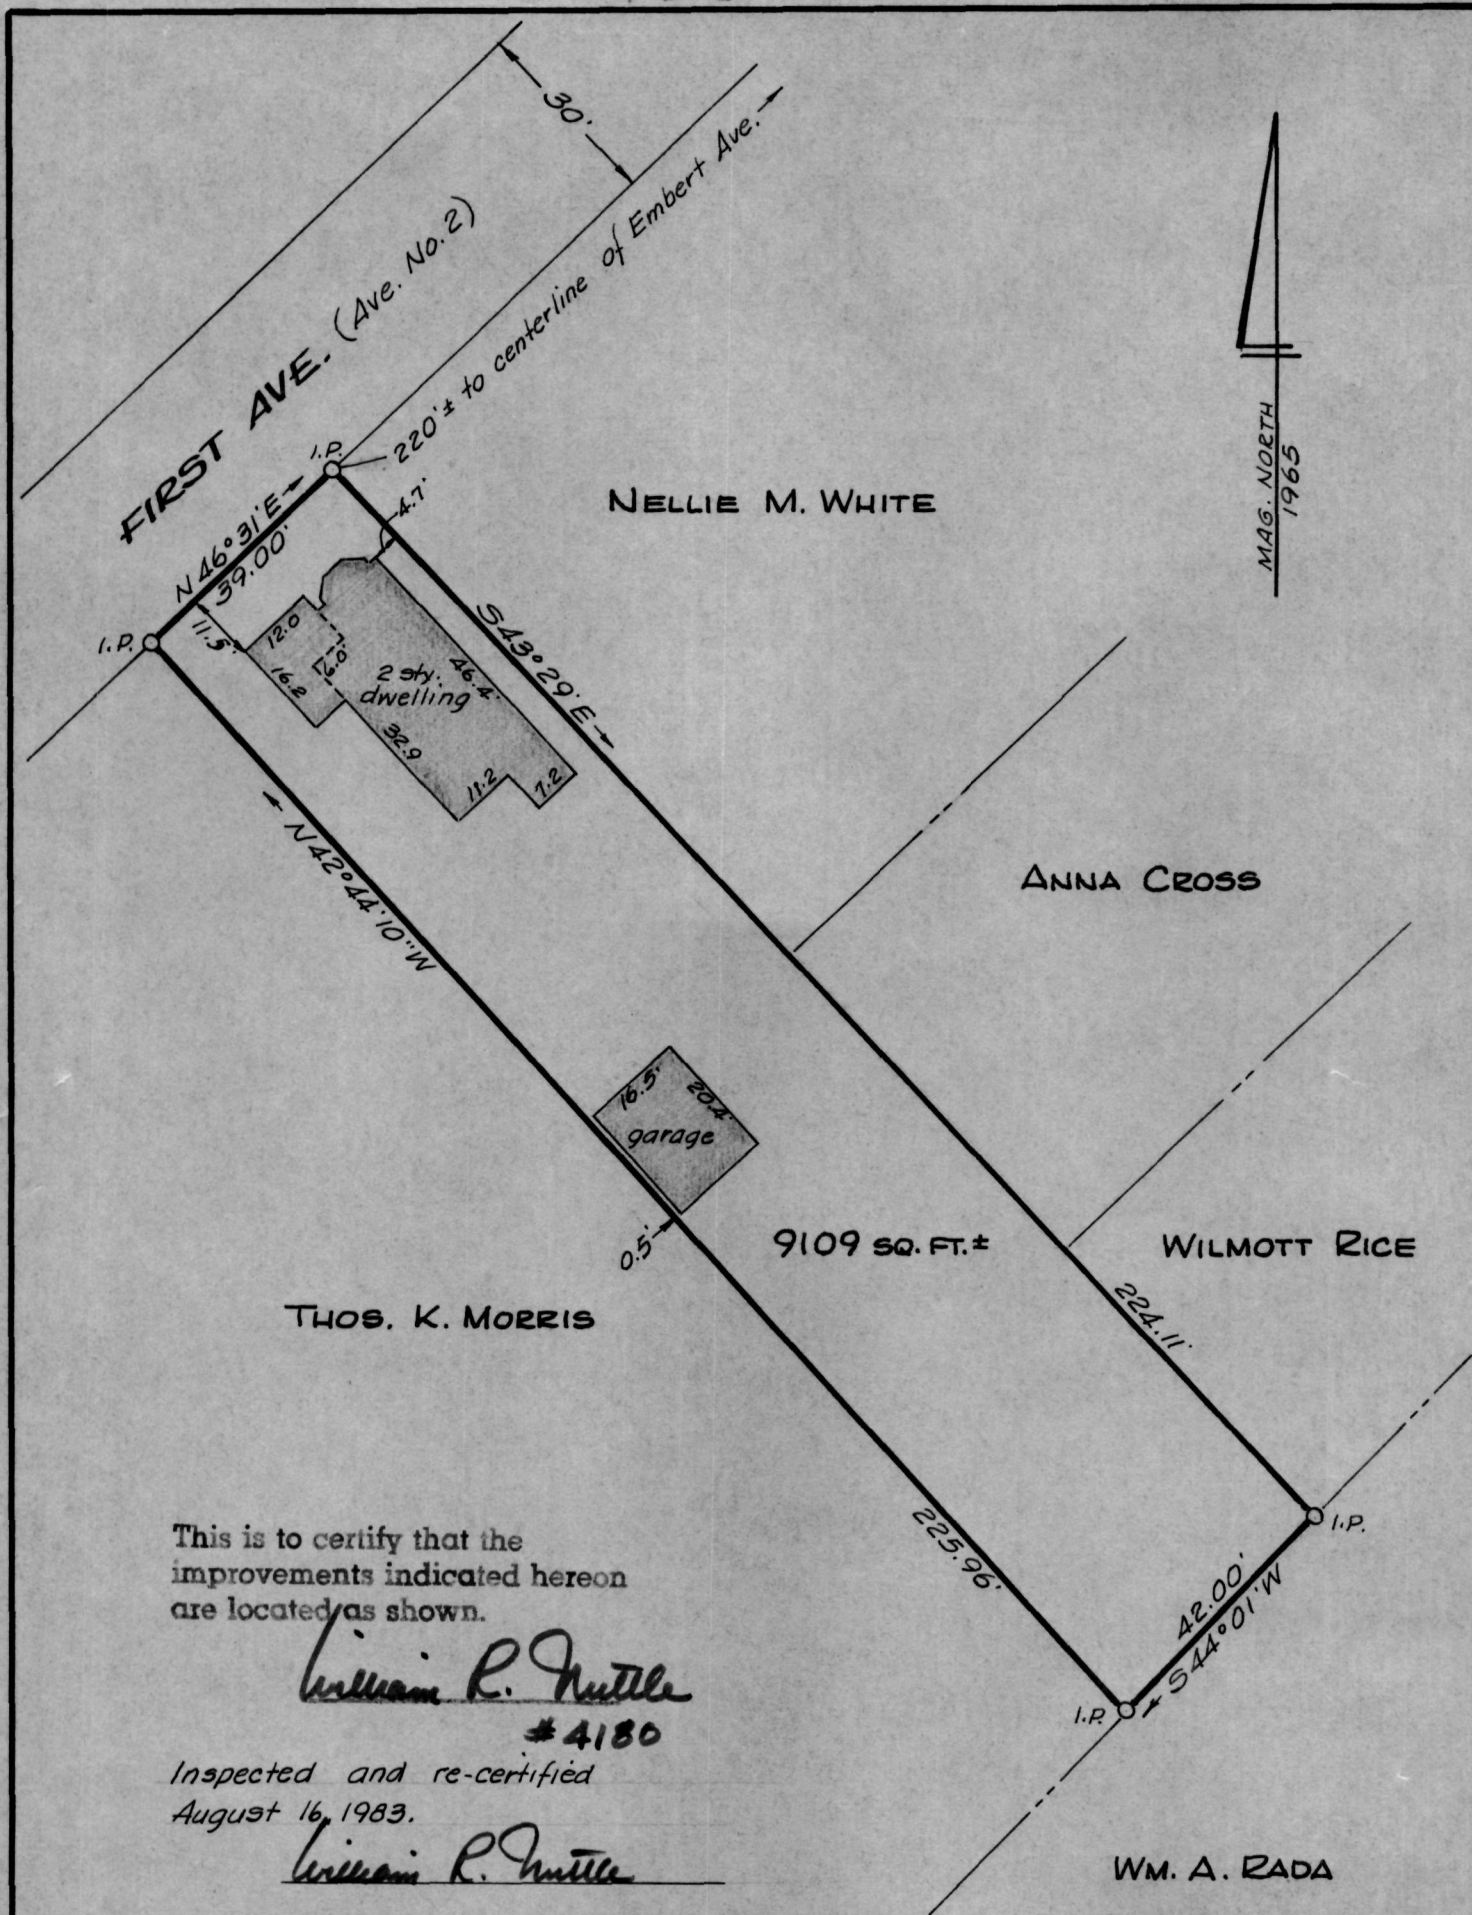 30'
FIRST AVE. (Ave. No. 2)
220'± to centerline of Embert Ave.
I.P.
N 46°31'E
39.00'
4.7'
NELLIE M. WHITE
MAG. NORTH
1965
I.P.
11.5'
12.0
16.2
6.0'
2 sty.
dwelling
46.4'
32.9
11.2
7.2
S 43°29'E
N 42°44'10"W
ANNA CROSS
16.5'
20.4'
garage
0.5'
9109 SQ. FT.±
WILMOTT RICE
THOS. K. MORRIS
224.11'
225.96'
I.P.
42.00'
S 44°01'W
I.P.
This is to certify that the
improvements indicated hereon
are located as shown.
William R. Nuttle
#4180
Inspected and re-certified
August 16, 1983.
William R. Nuttle
WM. A. RADA